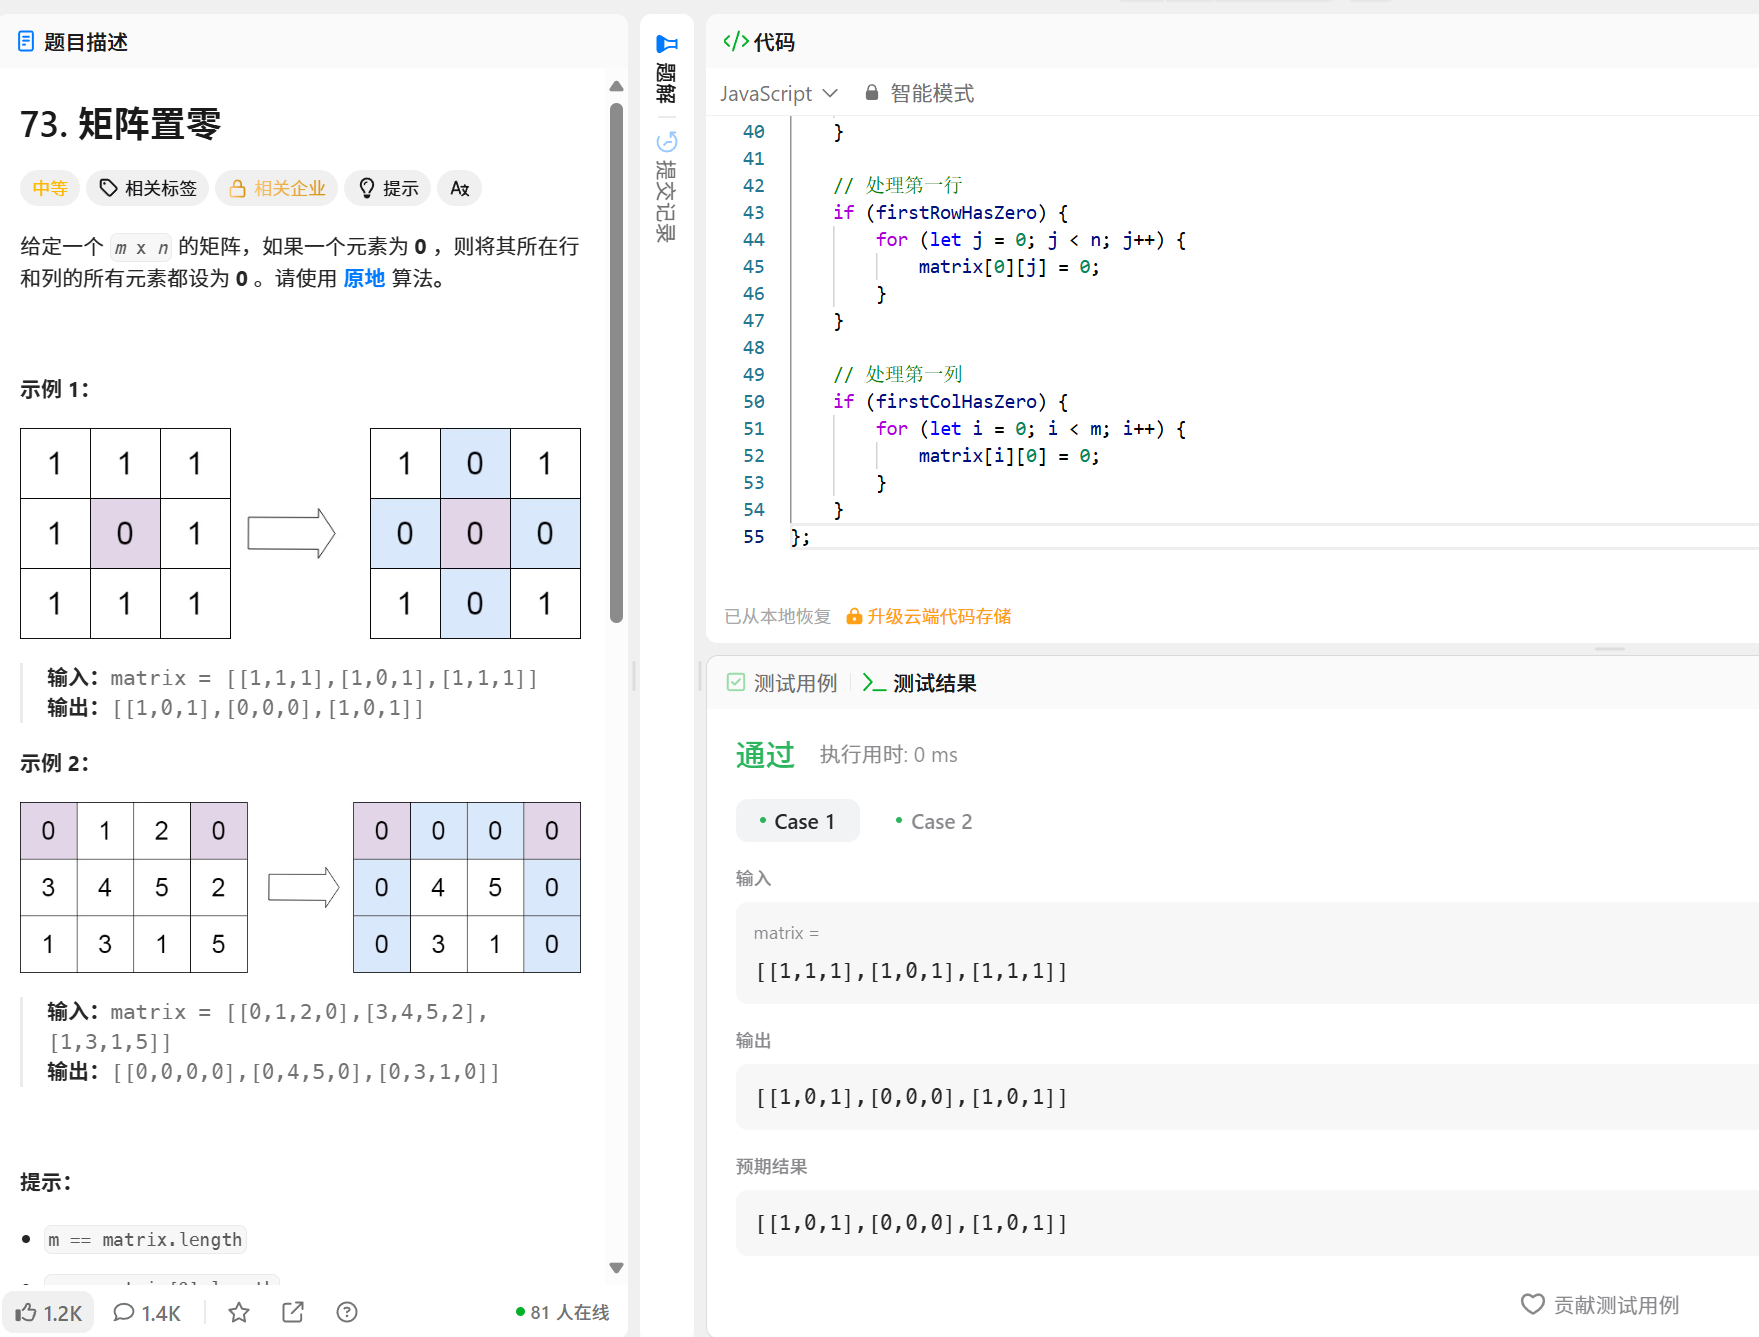 题目描述
73. 矩阵置零
中等 相关标签 相关企业 提示
给定一个 m x n 的矩阵，如果一个元素为 0 ，则将其所在行
和列的所有元素都设为 0 。请使用 原地 算法。
示例 1：
1 1 1
1 0 1
1 1 1
1 0 1
0 0 0
1 0 1
输入：matrix = [[1,1,1],[1,0,1],[1,1,1]]
输出：[[1,0,1],[0,0,0],[1,0,1]]
示例 2：
0 1 2 0
3 4 5 2
1 3 1 5
0 0 0 0
0 4 5 0
0 3 1 0
输入：matrix = [[0,1,2,0],[3,4,5,2],
[1,3,1,5]]
输出：[[0,0,0,0],[0,4,5,0],[0,3,1,0]]
提示：
m == matrix.length
1.2K 1.4K 81 人在线
题解
提交记录
</> 代码
JavaScript 智能模式
40 }
41
42 // 处理第一行
43 if (firstRowHasZero) {
44 for (let j = 0; j < n; j++) {
45 matrix[0][j] = 0;
46 }
47 }
48
49 // 处理第一列
50 if (firstColHasZero) {
51 for (let i = 0; i < m; i++) {
52 matrix[i][0] = 0;
53 }
54 }
55 };
已从本地恢复 升级云端代码存储
测试用例 测试结果
通过 执行用时: 0 ms
Case 1 Case 2
输入
matrix =
[[1,1,1],[1,0,1],[1,1,1]]
输出
[[1,0,1],[0,0,0],[1,0,1]]
预期结果
[[1,0,1],[0,0,0],[1,0,1]]
贡献测试用例